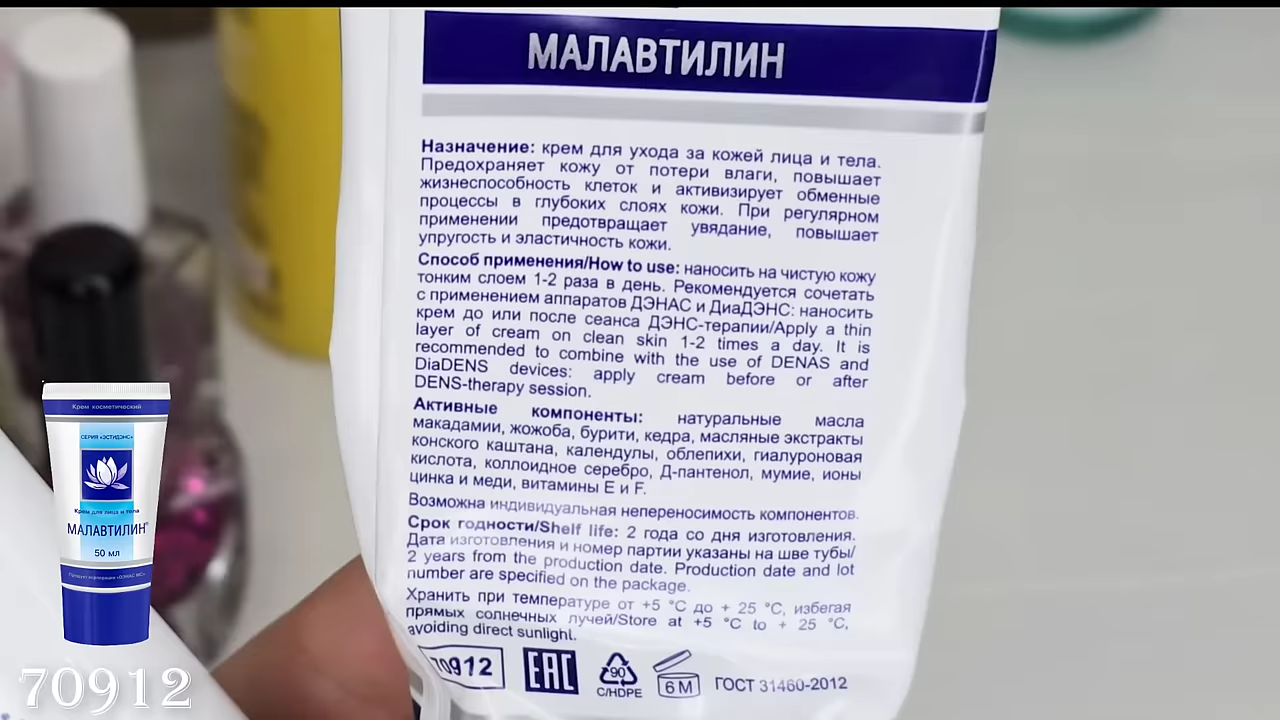 МАЛАВТИЛИН
Назначение: крем для ухода за кожей лица и тела.
Предохраняет кожу от потери влаги, повышает
жизнеспособность клеток и активизирует обменные
процессы в глубоких слоях кожи. При регулярном
применении предотвращает увядание, повышает
упругость и эластичность кожи.
Способ применения/How to use: наносить на чистую кожу
тонким слоем 1-2 раза в день. Рекомендуется сочетать
с применением аппаратов ДЭНАС и ДиаДЭНС: наносить
крем до или после сеанса ДЭНС-терапии/Apply a thin
layer of cream on clean skin 1-2 times a day. It is
recommended to combine with the use of DENAS and
DiaDENS devices: apply cream before or after
DENS-therapy session.
Активные компоненты: натуральные масла
макадамии, жожоба, бурити, кедра, масляные экстракты
конского каштана, календулы, облепихи, гиалуроновая
кислота, коллоидное серебро, Д-пантенол, мумие, ионы
цинка и меди, витамины Е и F.
Возможна индивидуальная непереносимость компонентов.
Срок годности/Shelf life: 2 года со дня изготовления.
Дата изготовления и номер партии указаны на шве тубы/
2 years from the production date. Production date and lot
number are specified on the package.
Хранить при температуре от +5 °C до + 25 °C, избегая
прямых солнечных лучей/Store at +5 °C to + 25 °C,
avoiding direct sunlight.
70912
EAC
90
C/HDPE
6 M
ГОСТ 31460-2012
Крем косметический
СЕРИЯ «ЭСТИДЭНС»
Крем для лица и тела
МАЛАВТИЛИН®
50 мл
Продукт корпорации «ДЭНАС МС»
70912